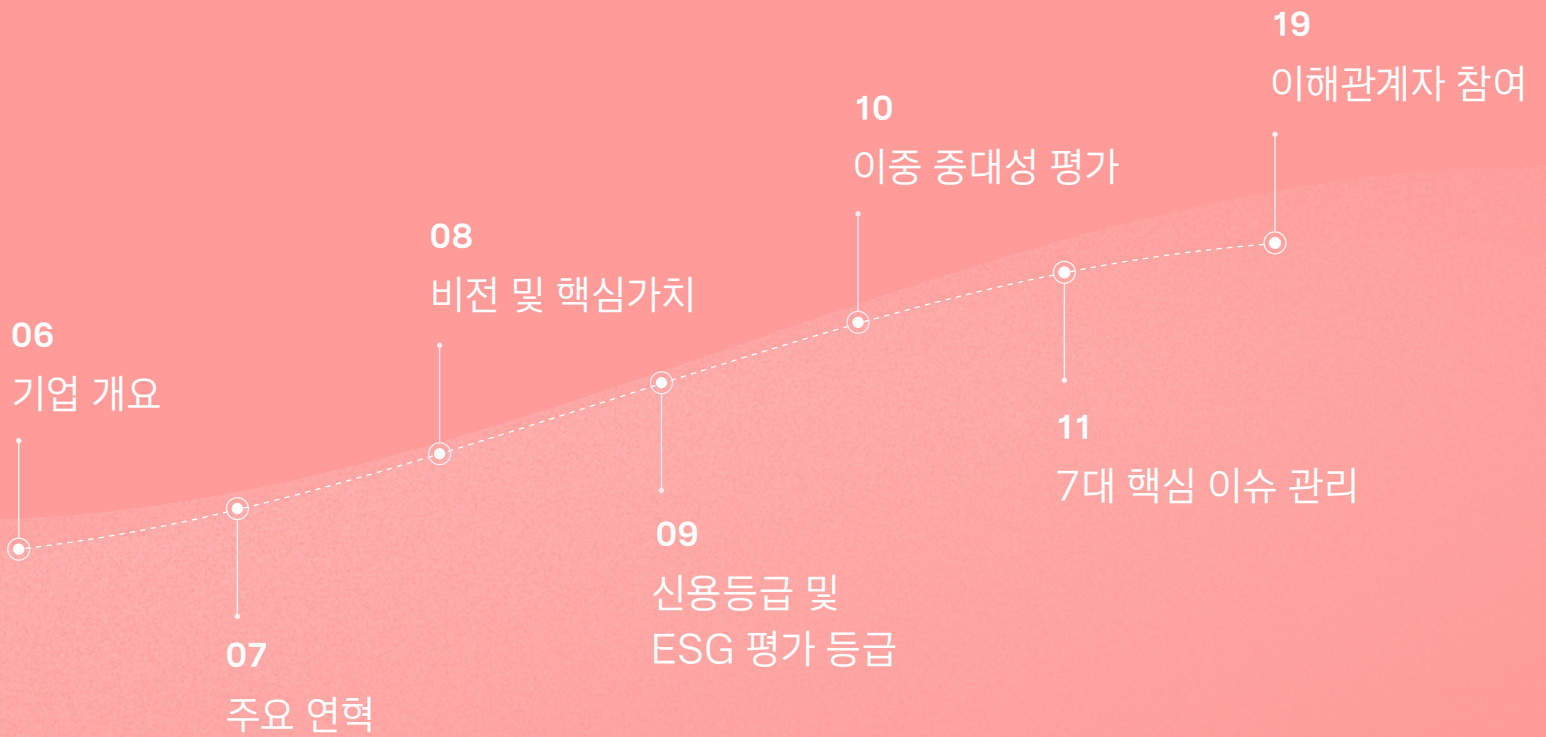 06
기업 개요
07
주요 연혁
08
비전 및 핵심가치
09
신용등급 및
ESG 평가 등급
10
이중 중대성 평가
11
7대 핵심 이슈 관리
19
이해관계자 참여